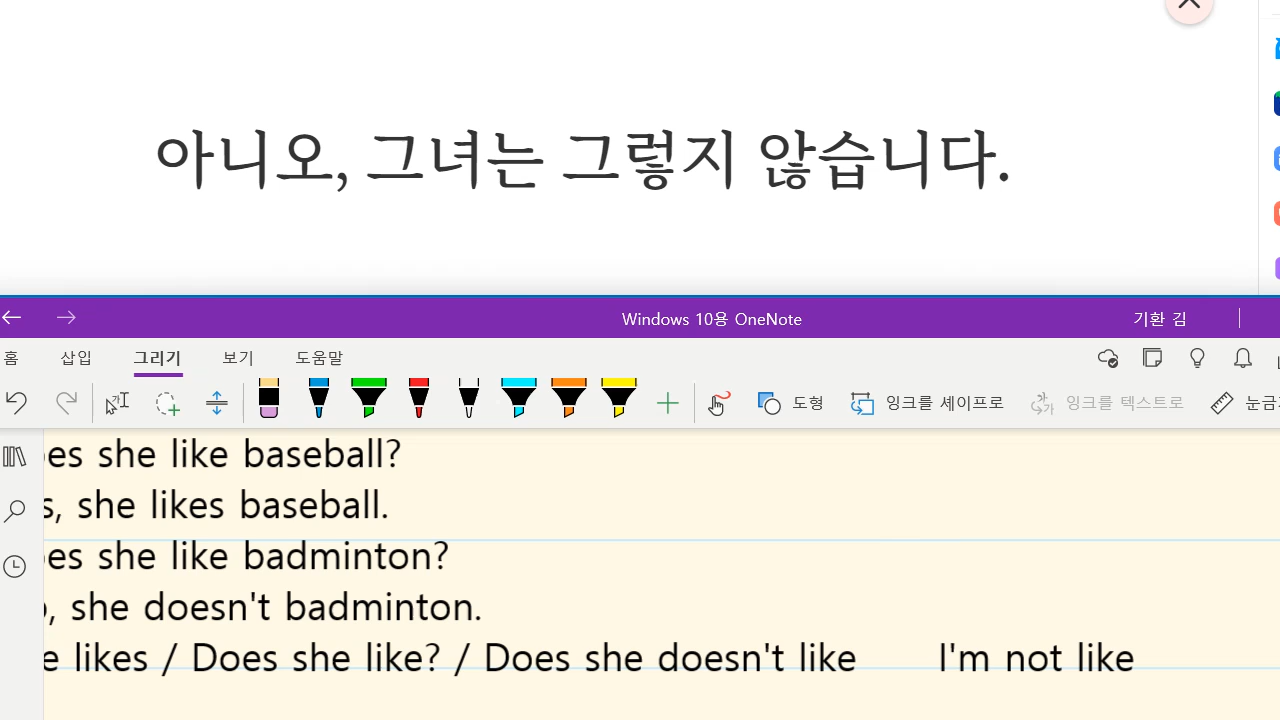 아니오, 그녀는 그렇지 않습니다.
Windows 10용 OneNote
기환 김
홈 삽입 그리기 보기 도움말
도형 잉크를 셰이프로 잉크를 텍스트로
she like baseball?
she likes baseball.
she like badminton?
she doesn't badminton.
likes / Does she like? / Does she doesn't like I'm not like